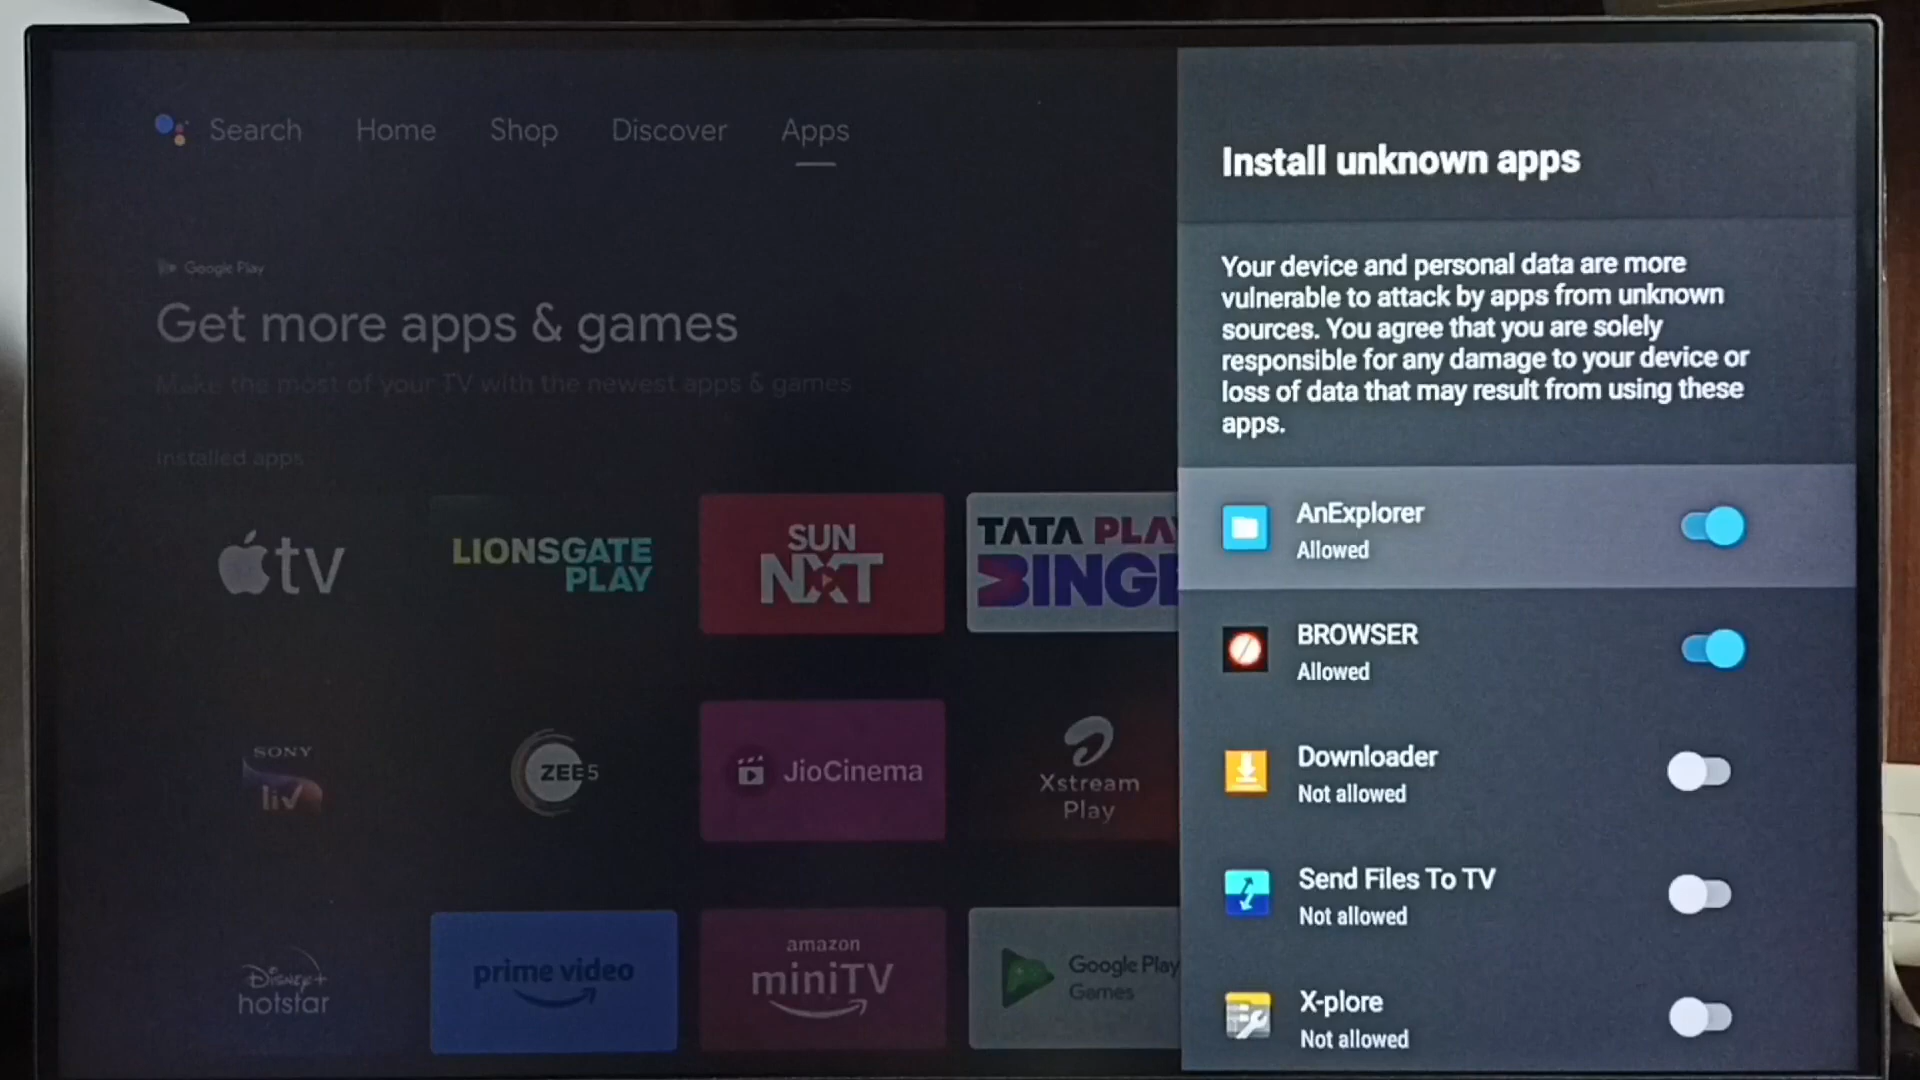 Search Home Shop Discover Apps
Google Play
Get more apps & games
Make the most of your TV with the newest apps & games
Installed apps
tv
LIONSGATE
PLAY
SUN
NXT
TATA PLA
BINGE
SONY
liv
ZEE5
JioCinema
Xstream
Play
Disney+
hotstar
prime video
amazon
miniTV
Google Play
Games
Install unknown apps
Your device and personal data are more
vulnerable to attack by apps from unknown
sources. You agree that you are solely
responsible for any damage to your device or
loss of data that may result from using these
apps.
AnExplorer
Allowed
BROWSER
Allowed
Downloader
Not allowed
Send Files To TV
Not allowed
X-plore
Not allowed